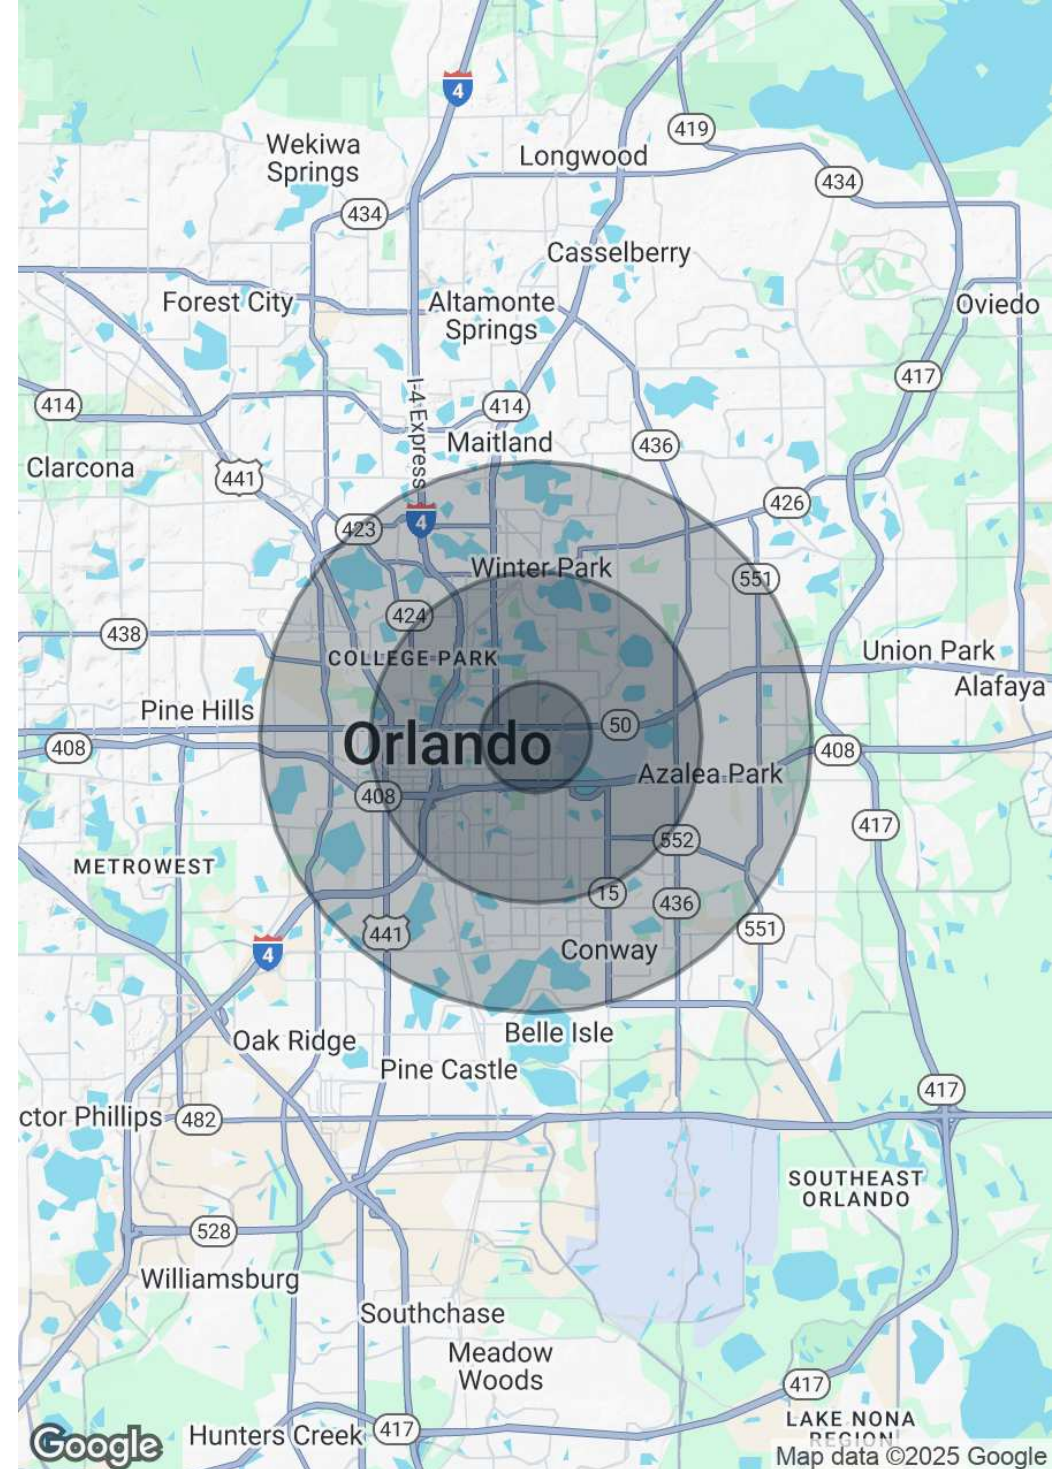 4
419
Wekiwa
Springs
Longwood
434
434
Casselberry
Forest City
Altamonte
Springs
Oviedo
417
I-4 Express
414
414
Maitland
436
Clarcona
441
426
423
4
Winter Park
551
424
438
COLLEGE PARK
Union Park
Alafaya
Pine Hills
50
Orlando
408
408
Azalea Park
408
417
552
METROWEST
15
436
441
551
4
Conway
Belle Isle
Oak Ridge
Pine Castle
417
ctor Phillips
482
SOUTHEAST
ORLANDO
528
Williamsburg
Southchase
Meadow
Woods
417
LAKE NONA
REGION
Hunters Creek
417
Google
Map data ©2025 Google